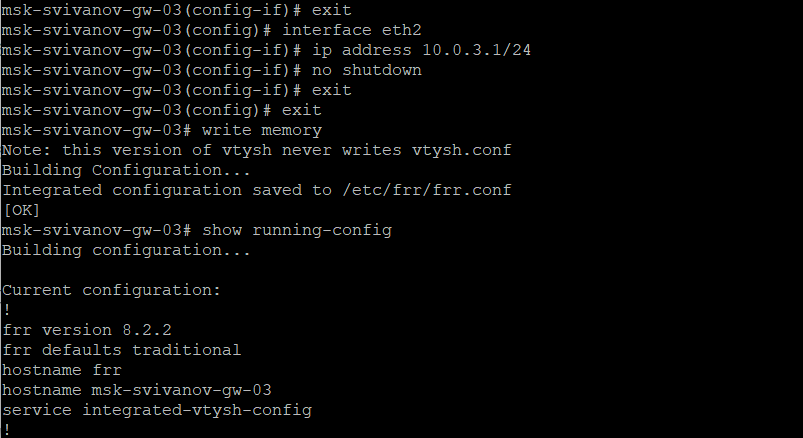 msk-svivanov-gw-03(config-if)# exit
msk-svivanov-gw-03(config)# interface eth2
msk-svivanov-gw-03(config-if)# ip address 10.0.3.1/24
msk-svivanov-gw-03(config-if)# no shutdown
msk-svivanov-gw-03(config-if)# exit
msk-svivanov-gw-03(config)# exit
msk-svivanov-gw-03# write memory
Note: this version of vtysh never writes vtysh.conf
Building Configuration...
Integrated configuration saved to /etc/frr/frr.conf
[OK]
msk-svivanov-gw-03# show running-config
Building configuration...

Current configuration:
!
frr version 8.2.2
frr defaults traditional
hostname frr
hostname msk-svivanov-gw-03
service integrated-vtysh-config
!